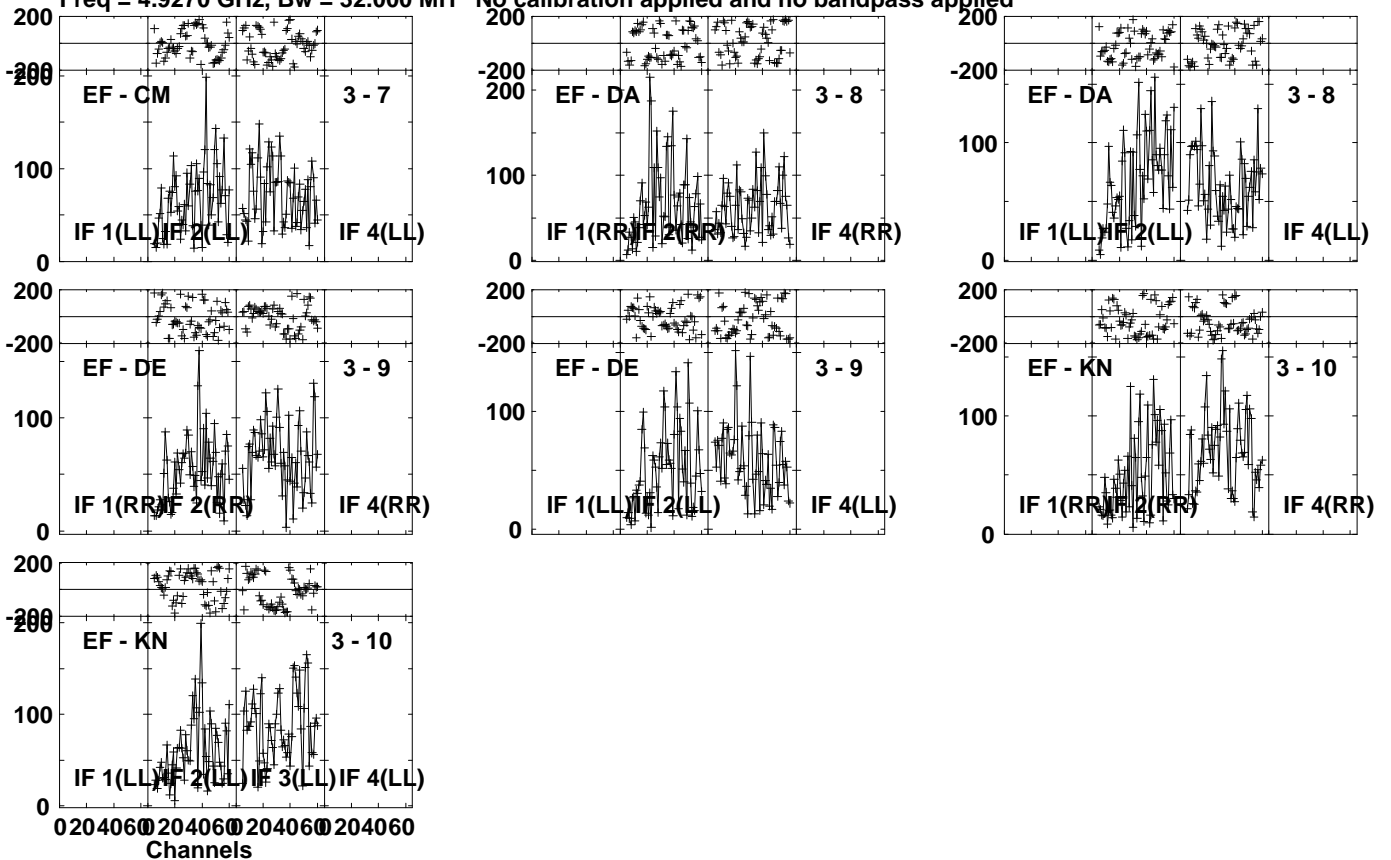 Freq = 4.9270 GHz, Bw = 32.000 MH No calibration applied and no bandpass applied
200 200 200
-200 -200 -200
200
EF - CM 3 - 7 EF - DA 3 - 8 EF - DA 3 - 8
100 100 100
IF 1(LL) IF 2(LL) IF 4(LL) IF 1(RR) IF 2(RR) IF 4(RR) IF 1(LL) IF 2(LL) IF 4(LL)
0 0 0
200 200 200
-200 -200 -200
EF - DE 3 - 9 EF - DE 3 - 9 EF - KN 3 - 10
100 100 100
IF 1(RR) IF 2(RR) IF 4(RR) IF 1(LL) IF 2(LL) IF 4(LL) IF 1(RR) IF 2(RR) IF 4(RR)
0 0 0
200
-200
200
EF - KN 3 - 10
100
IF 1(LL) IF 2(LL) IF 3(LL) IF 4(LL)
0
0 20 40 60 0 20 40 60 0 20 40 60 0 20 40 60
Channels